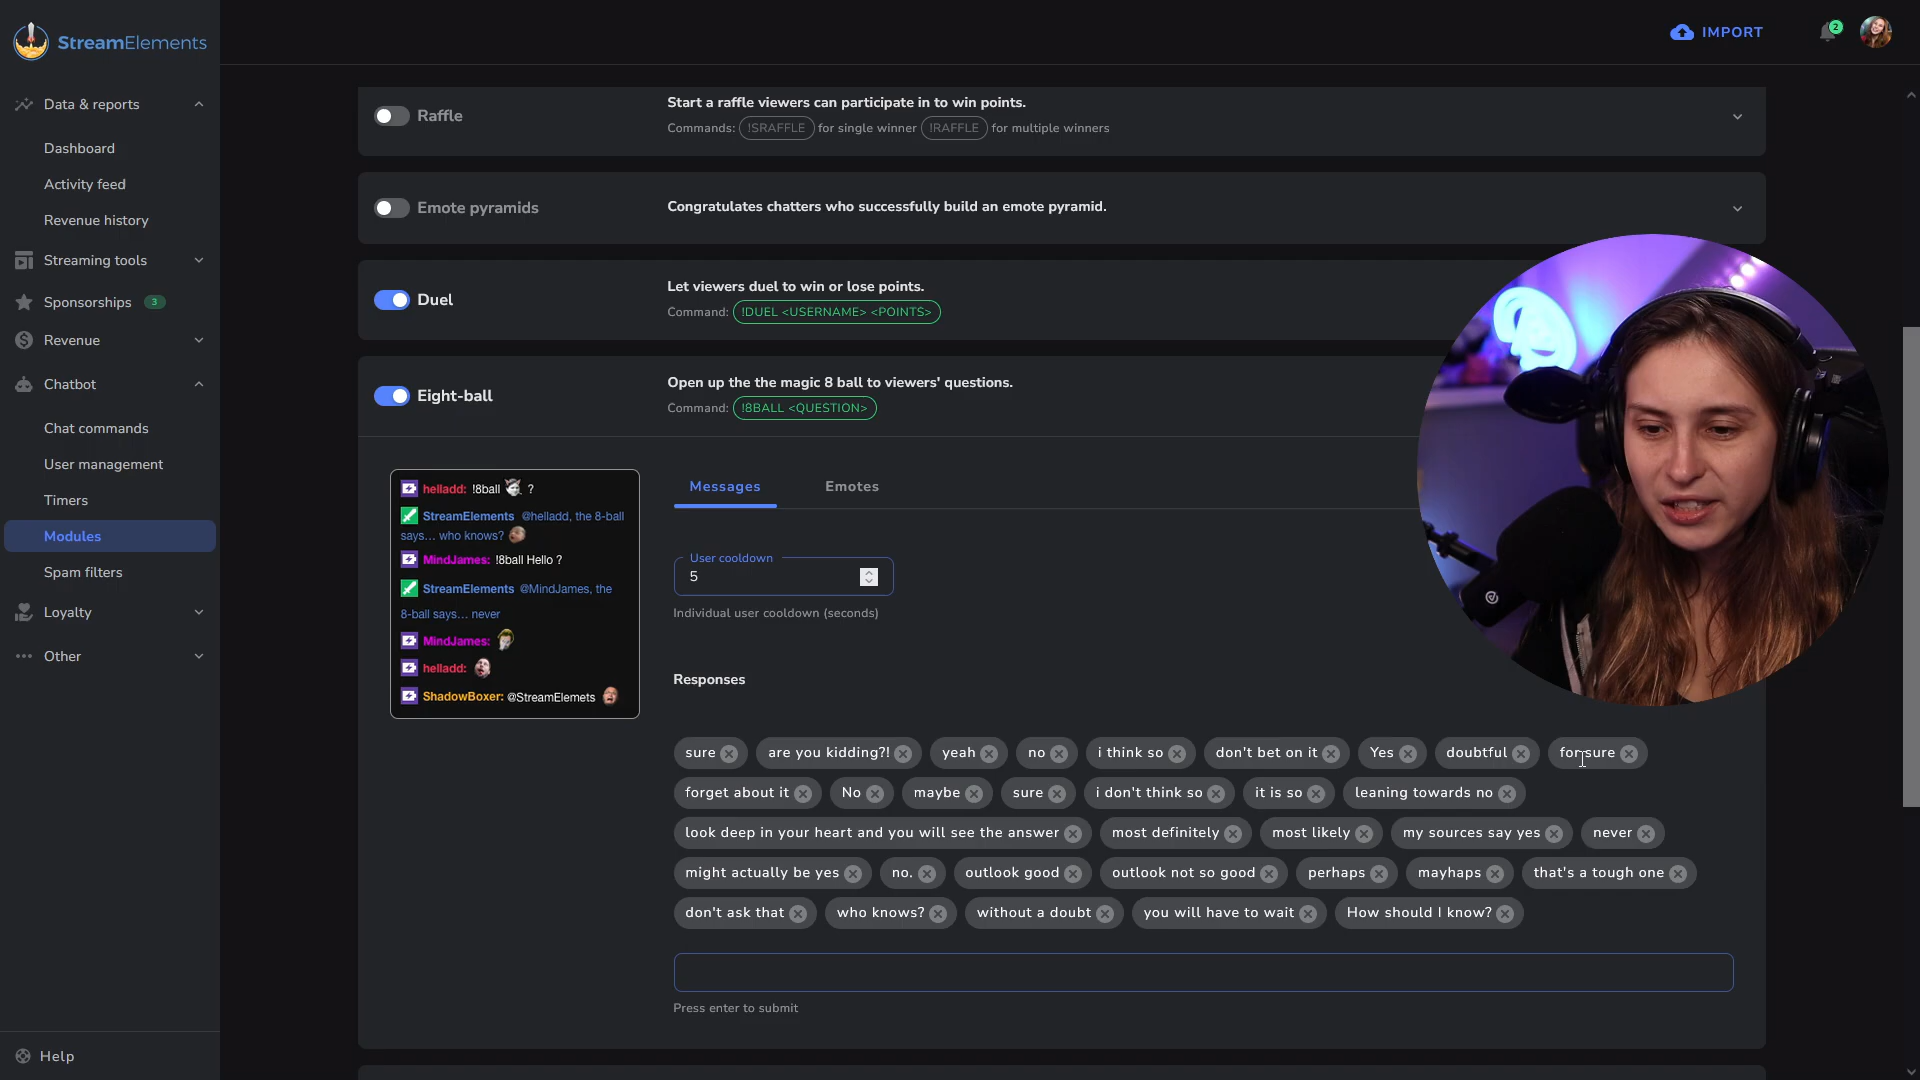 StreamElements
IMPORT
2
Data & reports
Dashboard
Activity feed
Revenue history
Streaming tools
Sponsorships 3
Revenue
Chatbot
Chat commands
User management
Timers
Modules
Spam filters
Loyalty
Other
Help
Raffle
Start a raffle viewers can participate in to win points.
Commands: !SRAFFLE for single winner !RAFFLE for multiple winners
Emote pyramids
Congratulates chatters who successfully build an emote pyramid.
Duel
Let viewers duel to win or lose points.
Command: !DUEL <USERNAME> <POINTS>
Eight-ball
Open up the the magic 8 ball to viewers' questions.
Command: !8BALL <QUESTION>
helladd: !8ball ?
StreamElements @helladd, the 8-ball
says... who knows?
MindJames: !8ball Hello ?
StreamElements @MindJames, the
8-ball says... never
MindJames:
helladd:
ShadowBoxer: @StreamElemets
Messages Emotes
User cooldown
5
Individual user cooldown (seconds)
Responses
sure are you kidding?! yeah no i think so don't bet on it Yes doubtful for sure
forget about it No maybe sure i don't think so it is so leaning towards no
look deep in your heart and you will see the answer most definitely most likely my sources say yes never
might actually be yes no. outlook good outlook not so good perhaps mayhaps that's a tough one
don't ask that who knows? without a doubt you will have to wait How should I know?
Press enter to submit